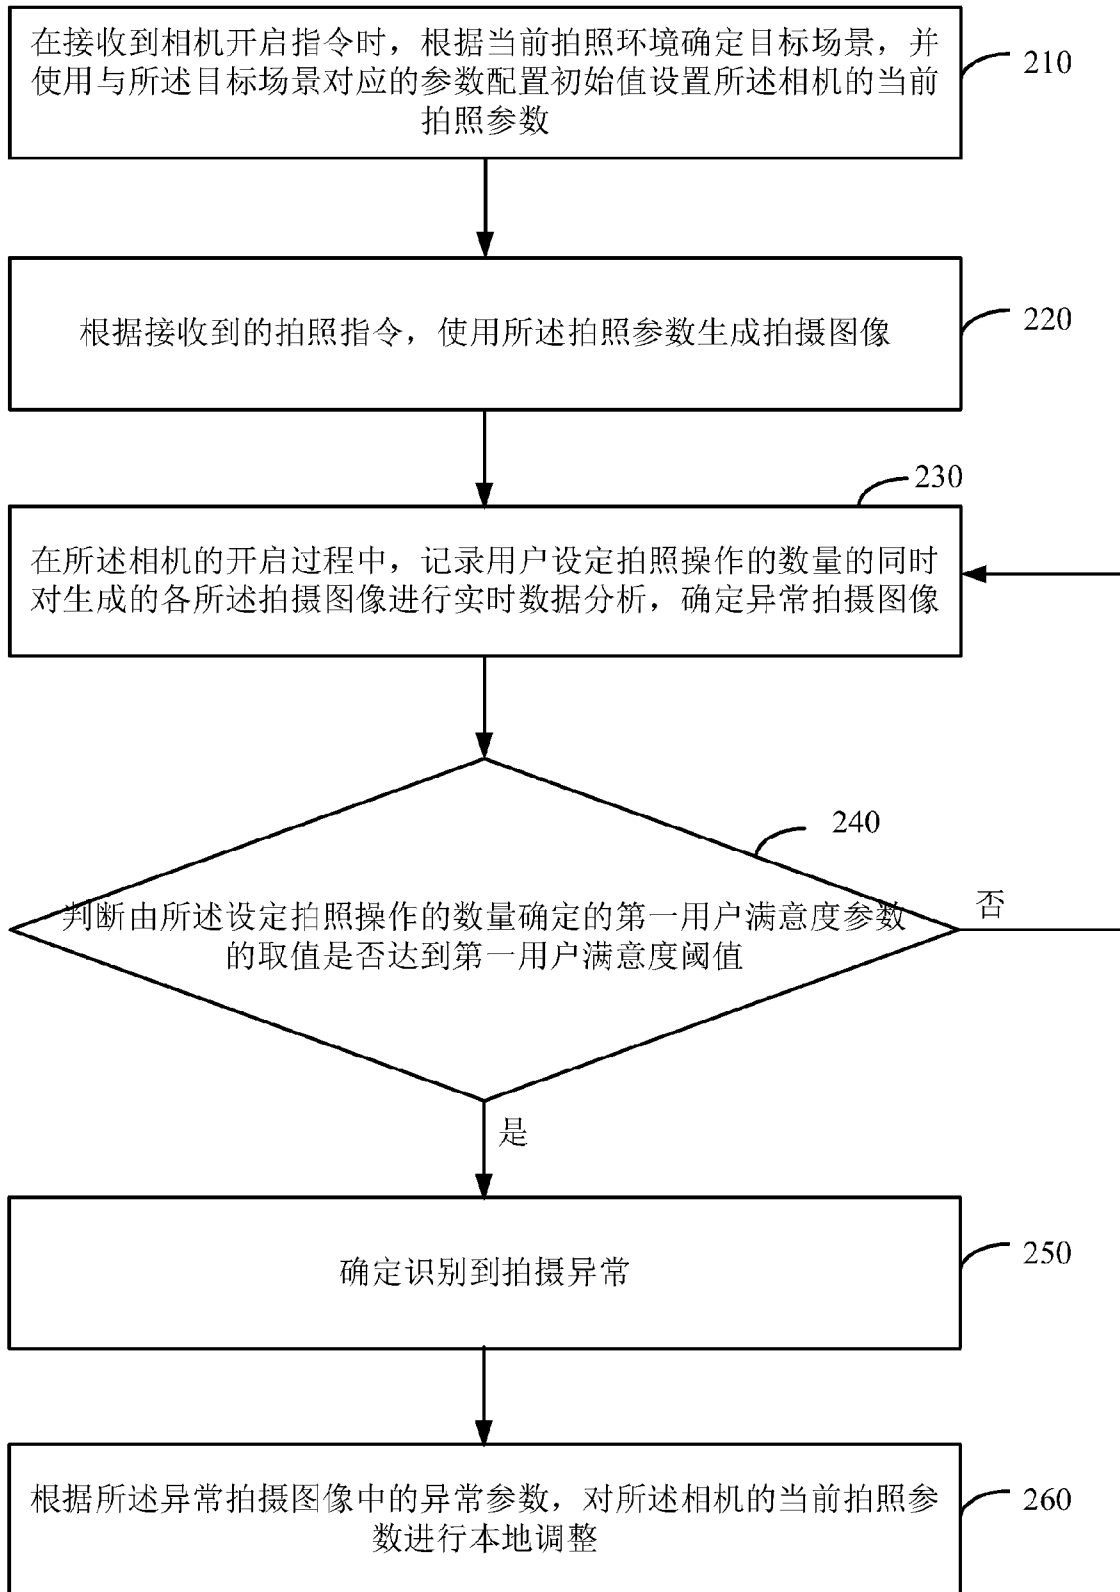 在接收到相机开启指令时，根据当前拍照环境确定目标场景，并
使用与所述目标场景对应的参数配置初始值设置所述相机的当前
拍照参数
210
根据接收到的拍照指令，使用所述拍照参数生成拍摄图像
220
230
在所述相机的开启过程中，记录用户设定拍照操作的数量的同时
对生成的各所述拍摄图像进行实时数据分析，确定异常拍摄图像
240
判断由所述设定拍照操作的数量确定的第一用户满意度参数
的取值是否达到第一用户满意度阈值
否
是
确定识别到拍摄异常
250
根据所述异常拍摄图像中的异常参数，对所述相机的当前拍照参
数进行本地调整
260